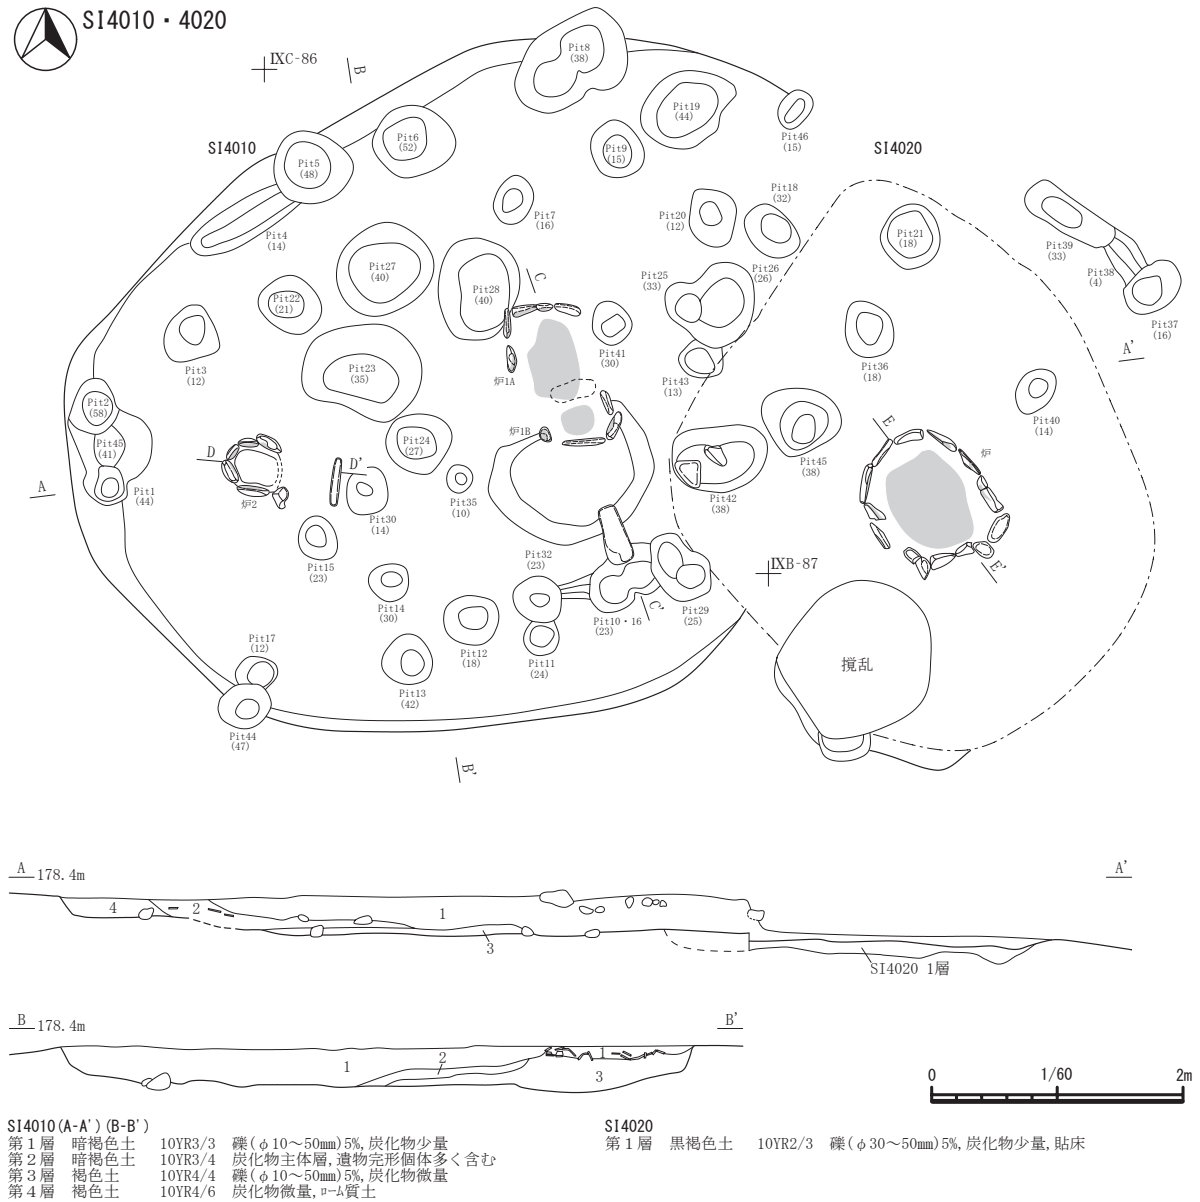 SI4010・4020
ⅨC-86
B
SI4010
SI4020
Pit8
(38)
Pit19
(44)
Pit46
(15)
Pit6
(52)
Pit9
(15)
Pit5
(48)
Pit4
(14)
Pit7
(16)
Pit20
(12)
Pit18
(32)
Pit21
(18)
Pit39
(33)
Pit38
(4)
Pit37
(16)
Pit27
(40)
Pit28
(40)
C
Pit25
(33)
Pit26
(26)
Pit22
(21)
Pit3
(12)
Pit41
(30)
Pit36
(18)
A'
Pit23
(35)
炉1A
Pit43
(13)
Pit40
(14)
Pit2
(58)
Pit45
(41)
Pit1
(44)
Pit24
(27)
炉1B
E
炉
Pit45
(38)
D
D'
炉2
Pit35
(10)
Pit42
(38)
A
Pit30
(14)
Pit15
(23)
Pit32
(23)
ⅨB-87
E'
Pit14
(30)
Pit10・16
(23)
C'
Pit29
(25)
Pit12
(18)
Pit11
(24)
Pit17
(12)
Pit13
(42)
Pit44
(47)
撹乱
B'
A 178.4m
A'
4
2
1
3
SI4020 1層
B 178.4m
B'
1
2
1
3
0
1/60
2m
SI4010(A-A')(B-B')
第1層 暗褐色土 10YR3/3 礫(φ10～50㎜)5%,炭化物少量
第2層 暗褐色土 10YR3/4 炭化物主体層,遺物完形個体多く含む
第3層 褐色土 10YR4/4 礫(φ10～50㎜)5%,炭化物微量
第4層 褐色土 10YR4/6 炭化物微量,ﾛｰﾑ質土
SI4020
第1層 黒褐色土 10YR2/3 礫(φ30～50㎜)5%,炭化物少量,貼床